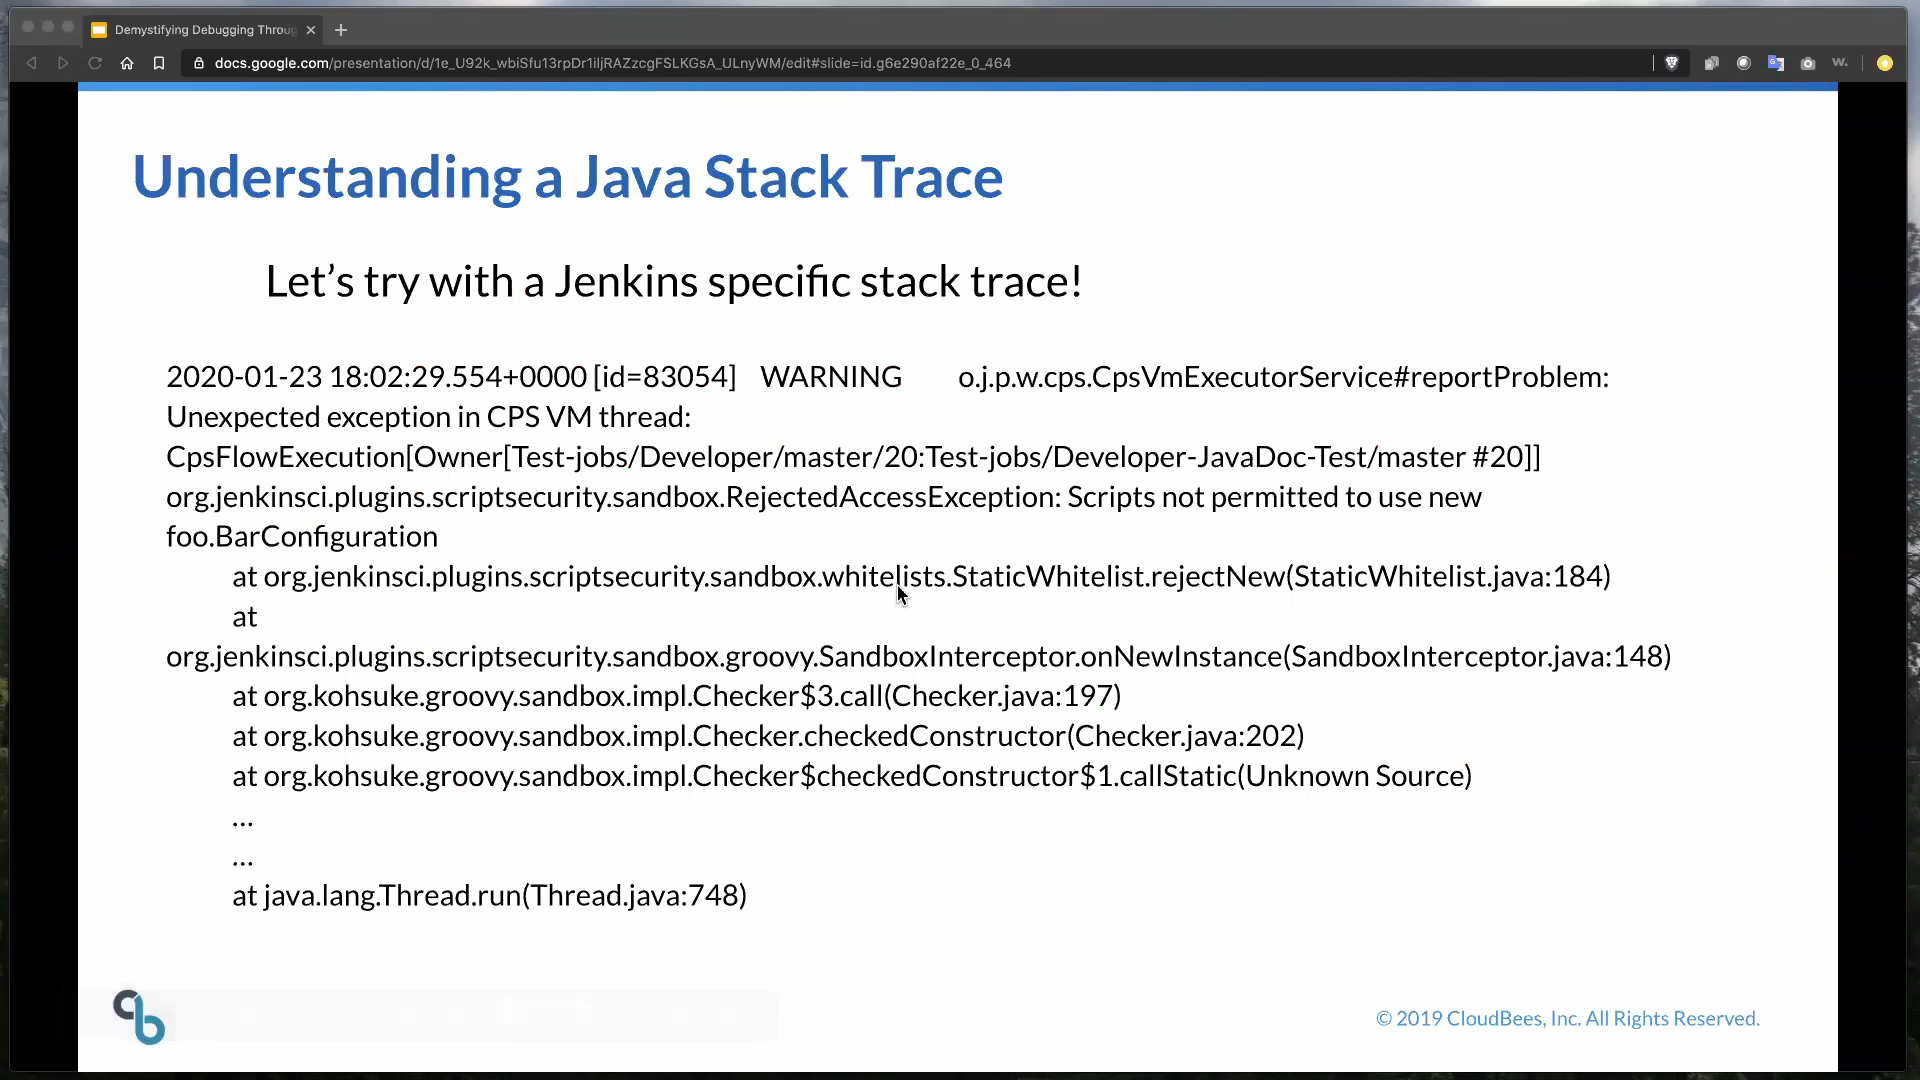 Demystifying Debugging Throug
docs.google.com/presentation/d/1e_U92k_wbiSfu13rpDr1iljRAZzcgFSLKGsA_ULnyWM/edit#slide=id.g6e290af22e_0_464
w.
Understanding a Java Stack Trace
Let’s try with a Jenkins specific stack trace!
2020-01-23 18:02:29.554+0000 [id=83054] WARNING o.j.p.w.cps.CpsVmExecutorService#reportProblem:
Unexpected exception in CPS VM thread:
CpsFlowExecution[Owner[Test-jobs/Developer/master/20:Test-jobs/Developer-JavaDoc-Test/master #20]]
org.jenkinsci.plugins.scriptsecurity.sandbox.RejectedAccessException: Scripts not permitted to use new
foo.BarConfiguration
at org.jenkinsci.plugins.scriptsecurity.sandbox.whitelists.StaticWhitelist.rejectNew(StaticWhitelist.java:184)
at
org.jenkinsci.plugins.scriptsecurity.sandbox.groovy.SandboxInterceptor.onNewInstance(SandboxInterceptor.java:148)
at org.kohsuke.groovy.sandbox.impl.Checker$3.call(Checker.java:197)
at org.kohsuke.groovy.sandbox.impl.Checker.checkedConstructor(Checker.java:202)
at org.kohsuke.groovy.sandbox.impl.Checker$checkedConstructor$1.callStatic(Unknown Source)
...
...
at java.lang.Thread.run(Thread.java:748)
© 2019 CloudBees, Inc. All Rights Reserved.